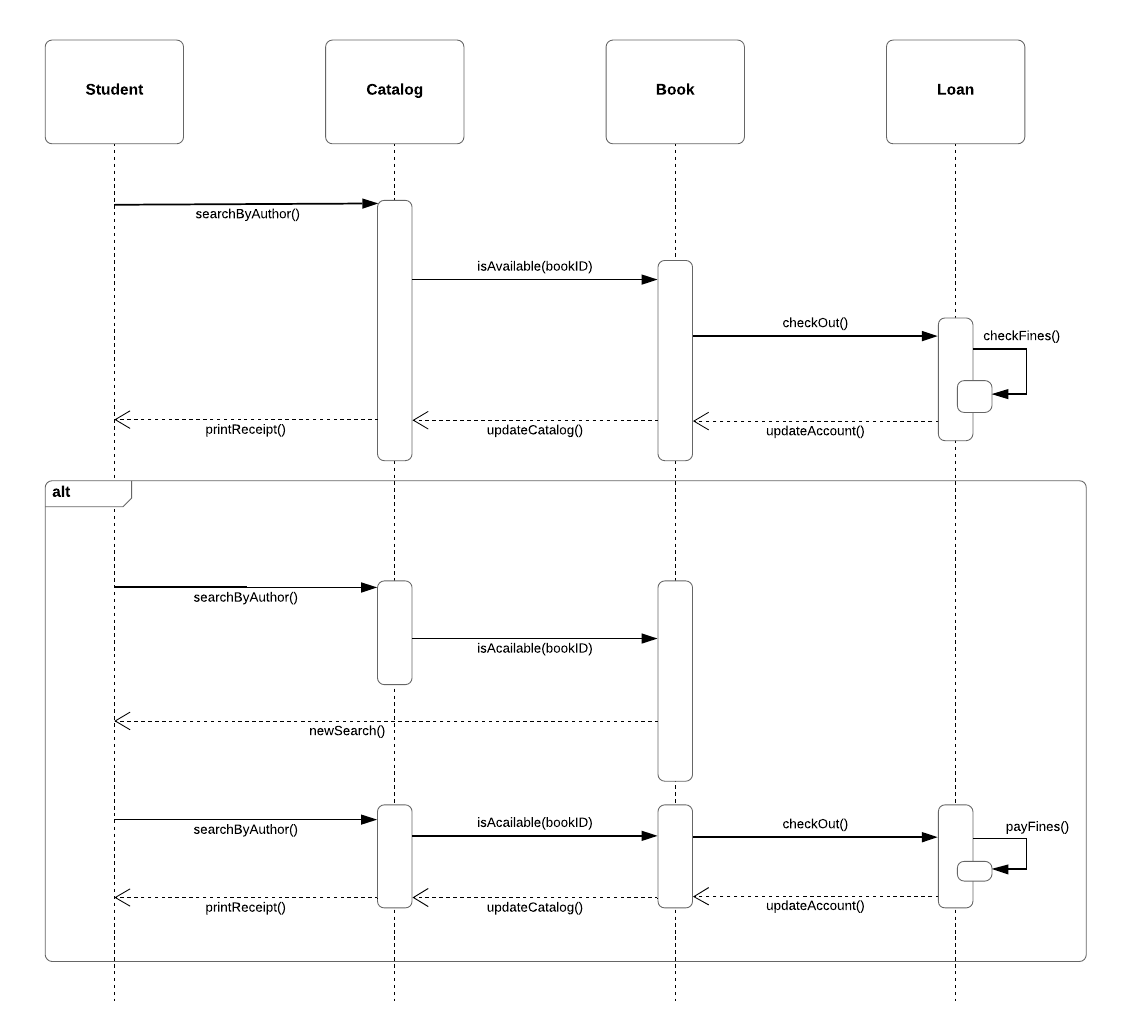 Student
Catalog
Book
Loan
searchByAuthor()
isAvailable(bookID)
checkOut()
checkFines()
printReceipt()
updateCatalog()
updateAccount()
alt
searchByAuthor()
isAcailable(bookID)
newSearch()
searchByAuthor()
isAcailable(bookID)
checkOut()
payFines()
printReceipt()
updateCatalog()
updateAccount()